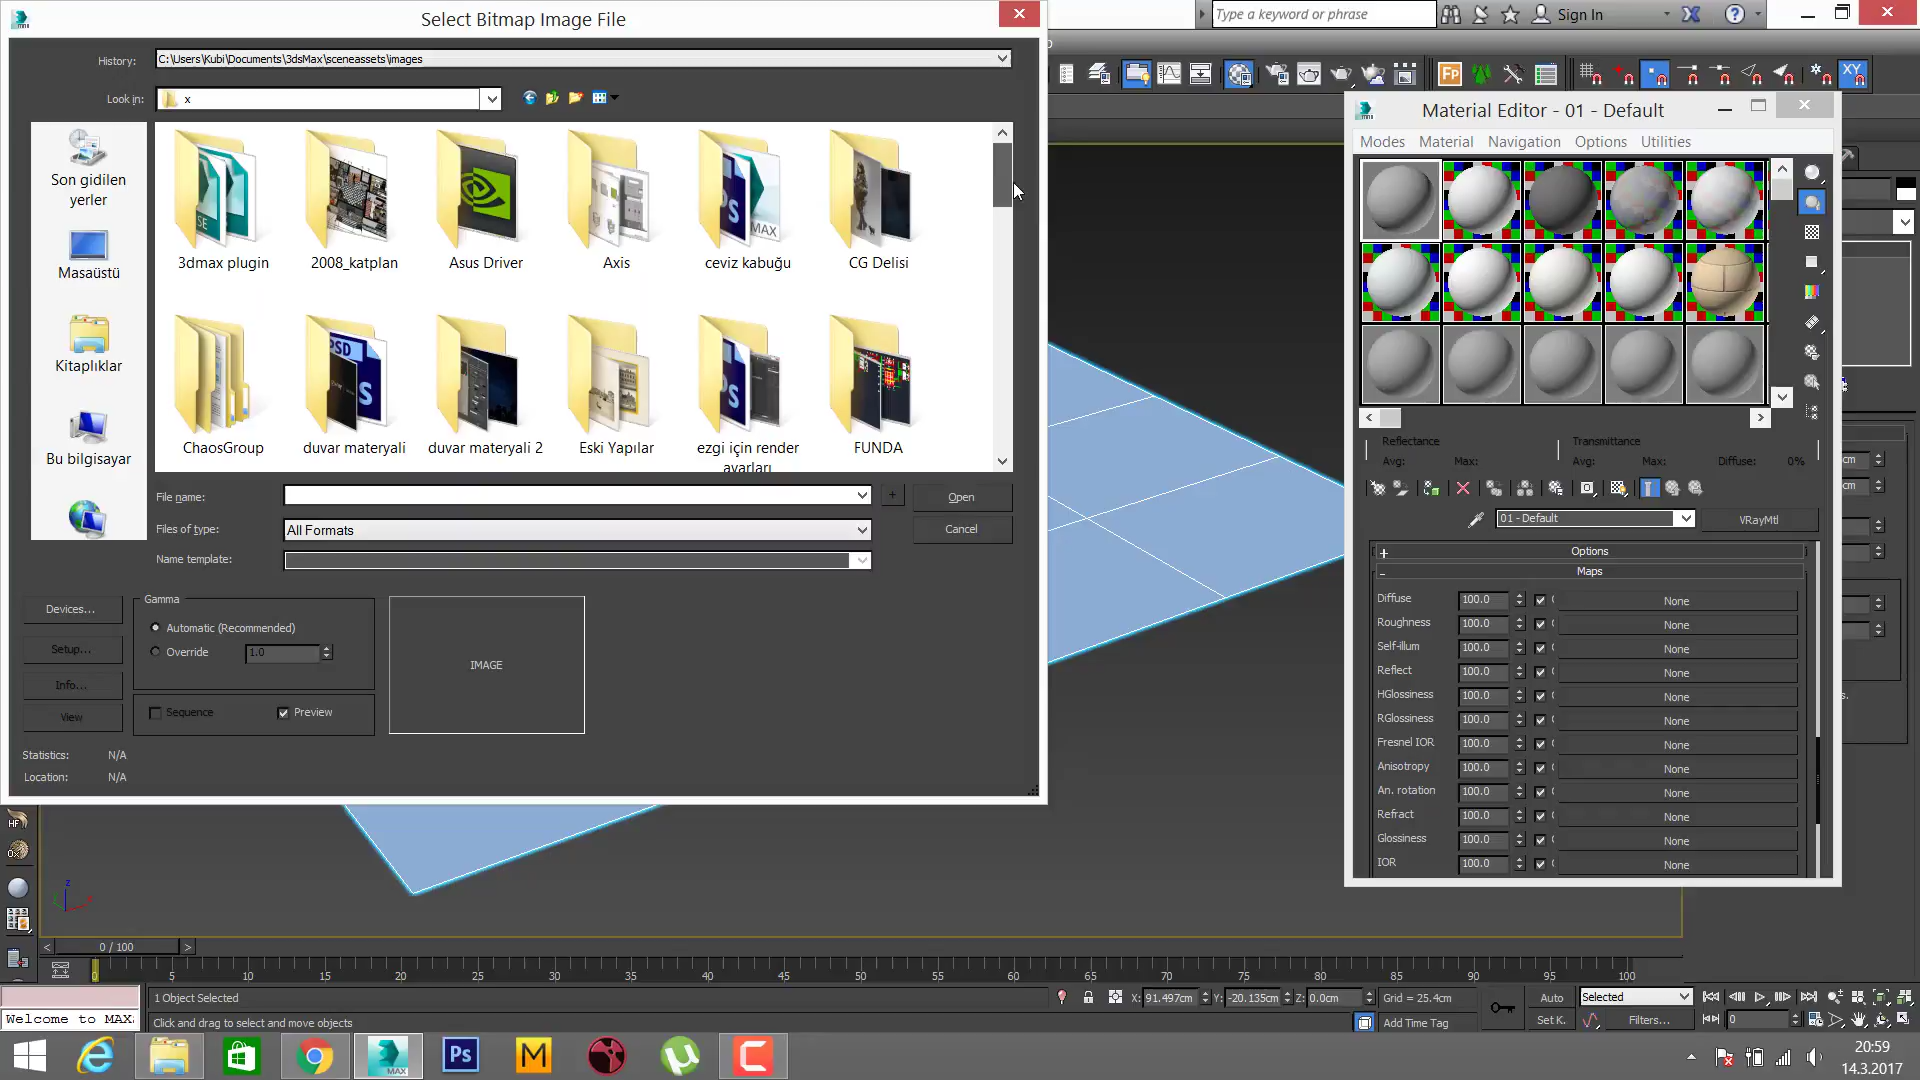 Select Bitmap Image File
History:
C:\Users\Kubi\Documents\3dsMax\sceneassets\images
Look in:
x
Son gidilen
yerler
Masaüstü
Kitaplıklar
Bu bilgisayar
3dmax plugin
2008_katplan
Asus Driver
Axis
ceviz kabuğu
CG Delisi
ChaosGroup
duvar materyali
duvar materyali 2
Eski Yapılar
ezgi için render
ayarları
FUNDA
File name:
+
Open
Files of type:
All Formats
Cancel
Name template:
Devices...
Setup...
Info...
View
Gamma
Automatic (Recommended)
Override
1.0
Sequence
Preview
IMAGE
Statistics:
N/A
Location:
N/A
Type a keyword or phrase
Sign In
Material Editor - 01 - Default
Modes
Material
Navigation
Options
Utilities
Reflectance
Avg:
Max:
Transmittance
Avg:
Max:
Diffuse:
0%
01 - Default
VRayMtl
+
Options
-
Maps
Diffuse
100.0
None
Roughness
100.0
None
Self-illum
100.0
None
Reflect
100.0
None
HGlossiness
100.0
None
RGlossiness
100.0
None
Fresnel IOR
100.0
None
Anisotropy
100.0
None
An. rotation
100.0
None
Refract
100.0
None
Glossiness
100.0
None
IOR
100.0
None
0 / 100
0 5 10 15 20 25 30 35 40 45 50 55 60 65 70 75 80 85 90 95 100
1 Object Selected
X: 91.497cm
Y: -20.135cm
Z: 0.0cm
Grid = 25.4cm
Auto
Selected
Welcome to MAX
Click and drag to select and move objects
Add Time Tag
Set K.
Filters...
0
20:59
14.3.2017